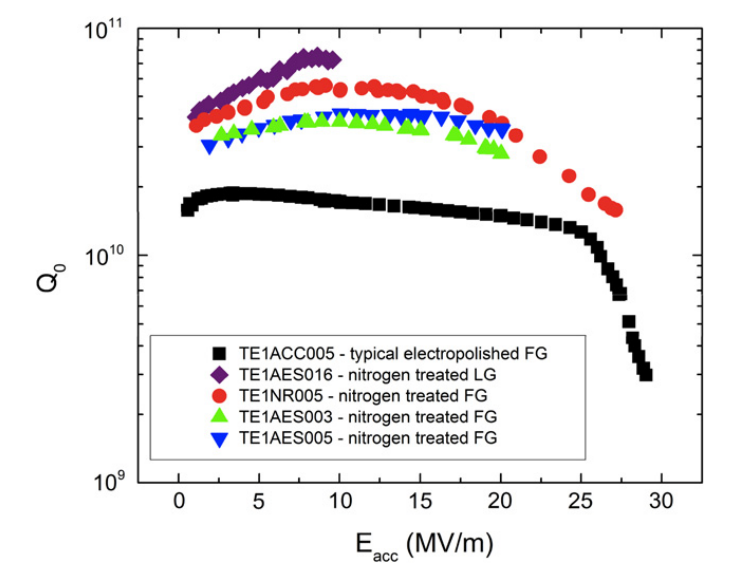 10¹¹
10¹⁰
10⁹
Q₀
TE1ACC005 - typical electropolished FG
TE1AES016 - nitrogen treated LG
TE1NR005 - nitrogen treated FG
TE1AES003 - nitrogen treated FG
TE1AES005 - nitrogen treated FG
0 5 10 15 20 25 30
E_acc (MV/m)